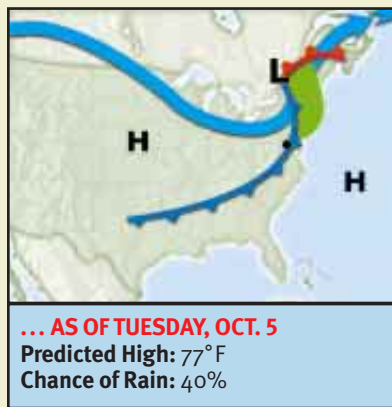 L
H
H
... AS OF TUESDAY, OCT. 5
Predicted High: 77°F
Chance of Rain: 40%